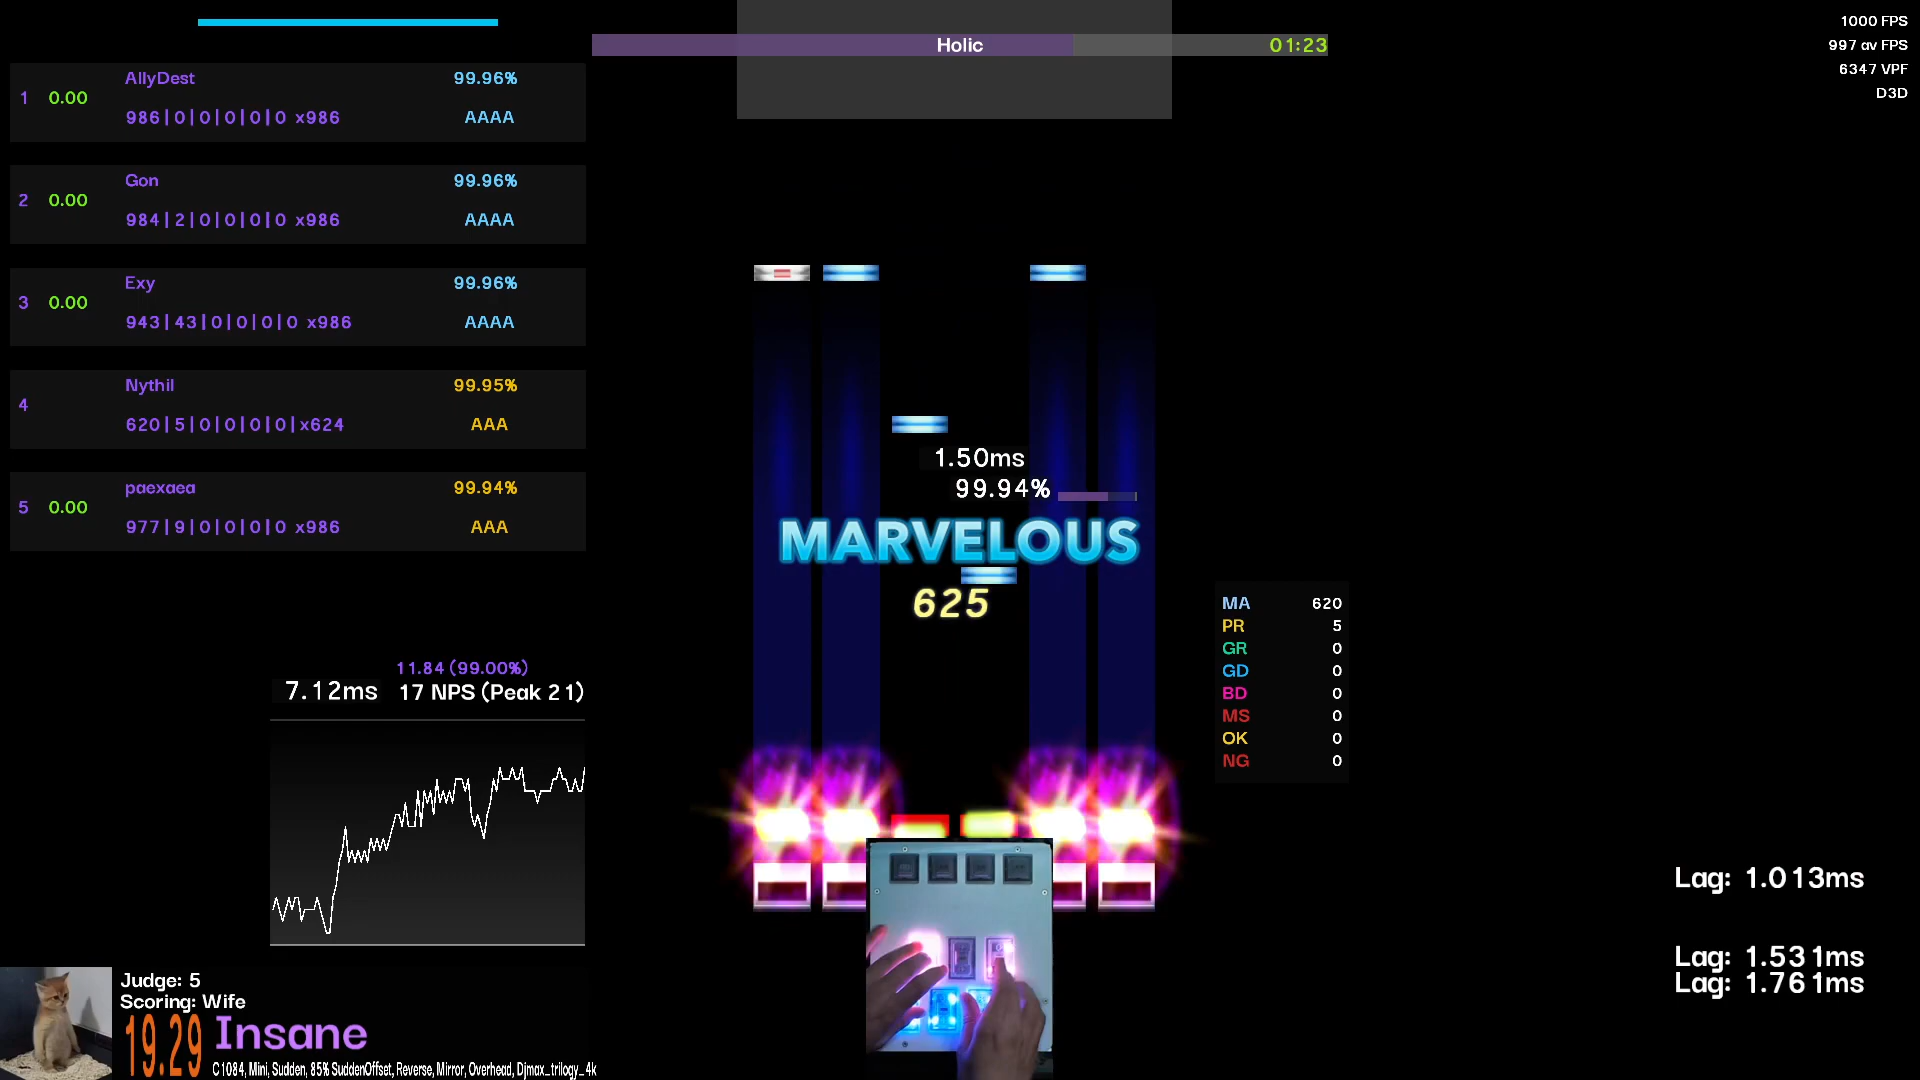 Holic
01:23
1000 FPS
997 av FPS
6347 VPF
D3D
1 0.00 AllyDest 99.96%
986|0|0|0|0|0 x986 AAAA
2 0.00 Gon 99.96%
984|2|0|0|0|0 x986 AAAA
3 0.00 Exy 99.96%
943|43|0|0|0|0 x986 AAAA
4 Nythil 99.95%
620|5|0|0|0|0|x624 AAA
5 0.00 paexaea 99.94%
977|9|0|0|0|0 x986 AAA
1.50ms
99.94%
MARVELOUS
625
MA 620
PR 5
GR 0
GD 0
BD 0
MS 0
OK 0
NG 0
11.84 (99.00%)
7.12ms 17 NPS (Peak 21)
Lag: 1.013ms
Lag: 1.531ms
Lag: 1.761ms
Judge: 5
Scoring: Wife
19.29 Insane
C1084, Mini, Sudden, 85% SuddenOffset, Reverse, Mirror, Overhead, Djmax_trilogy_4k